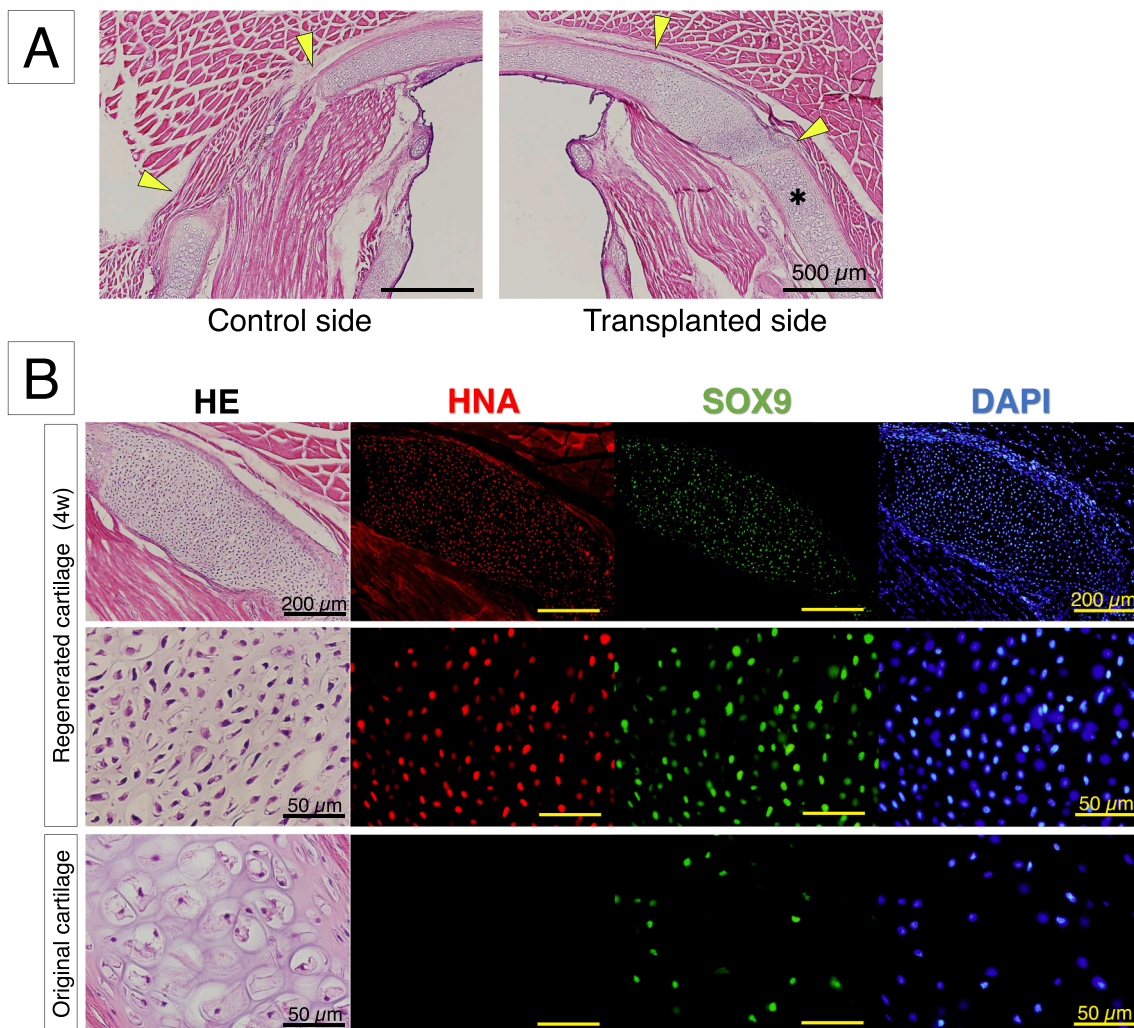 A
✱
500 µm
Control side
Transplanted side
B
HE
HNA
SOX9
DAPI
Regenerated cartilage (4w)
200 µm
200 µm
50 µm
50 µm
Original cartilage
50 µm
50 µm